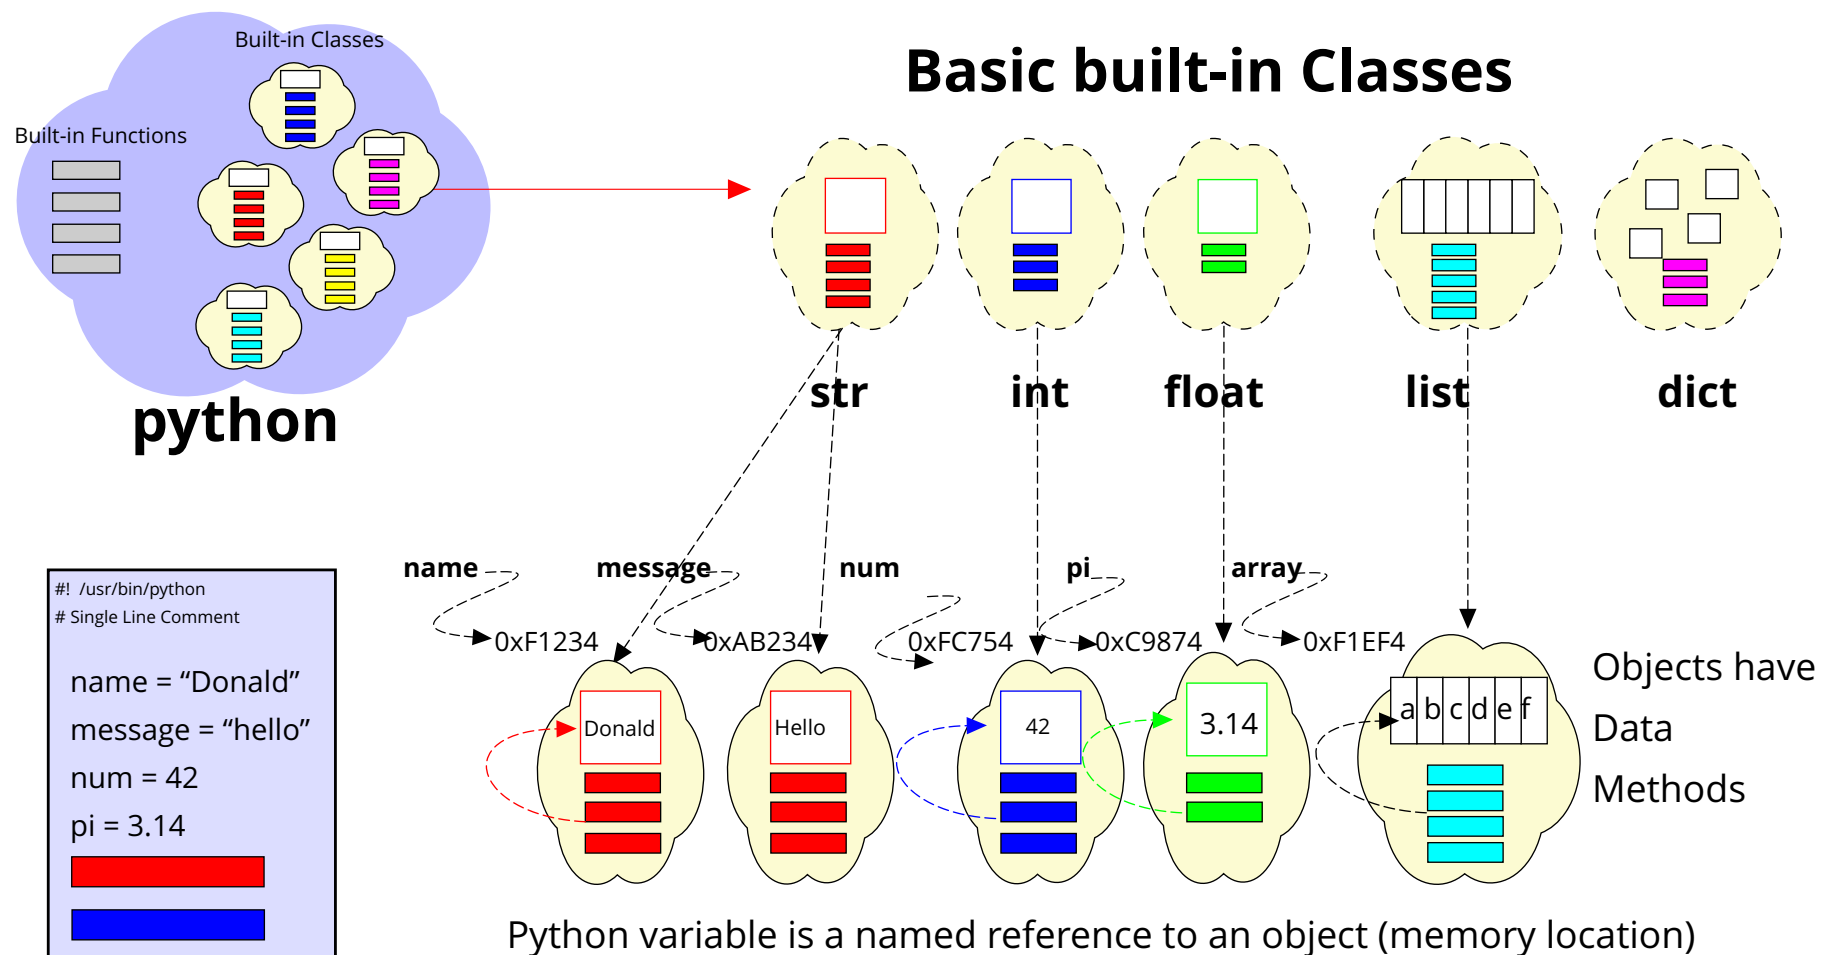 Built-in Classes
Basic built-in Classes
Built-in Functions
python
str
int
float
list
dict
name
message
num
pi
array
0xF1234
0xAB234
0xFC754
0xC9874
0xF1EF4
#! /usr/bin/python
# Single Line Comment
name = “Donald”
message = “hello”
num = 42
pi = 3.14
Donald
Hello
42
3.14
a b c d e f
Objects have
Data
Methods
Python variable is a named reference to an object (memory location)